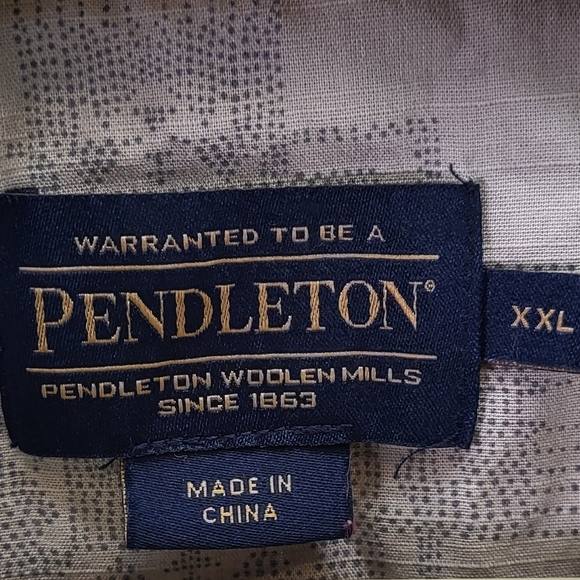 WARRANTED TO BE A
PENDLETON®
XXL
PENDLETON WOOLEN MILLS
SINCE 1863
MADE IN
CHINA